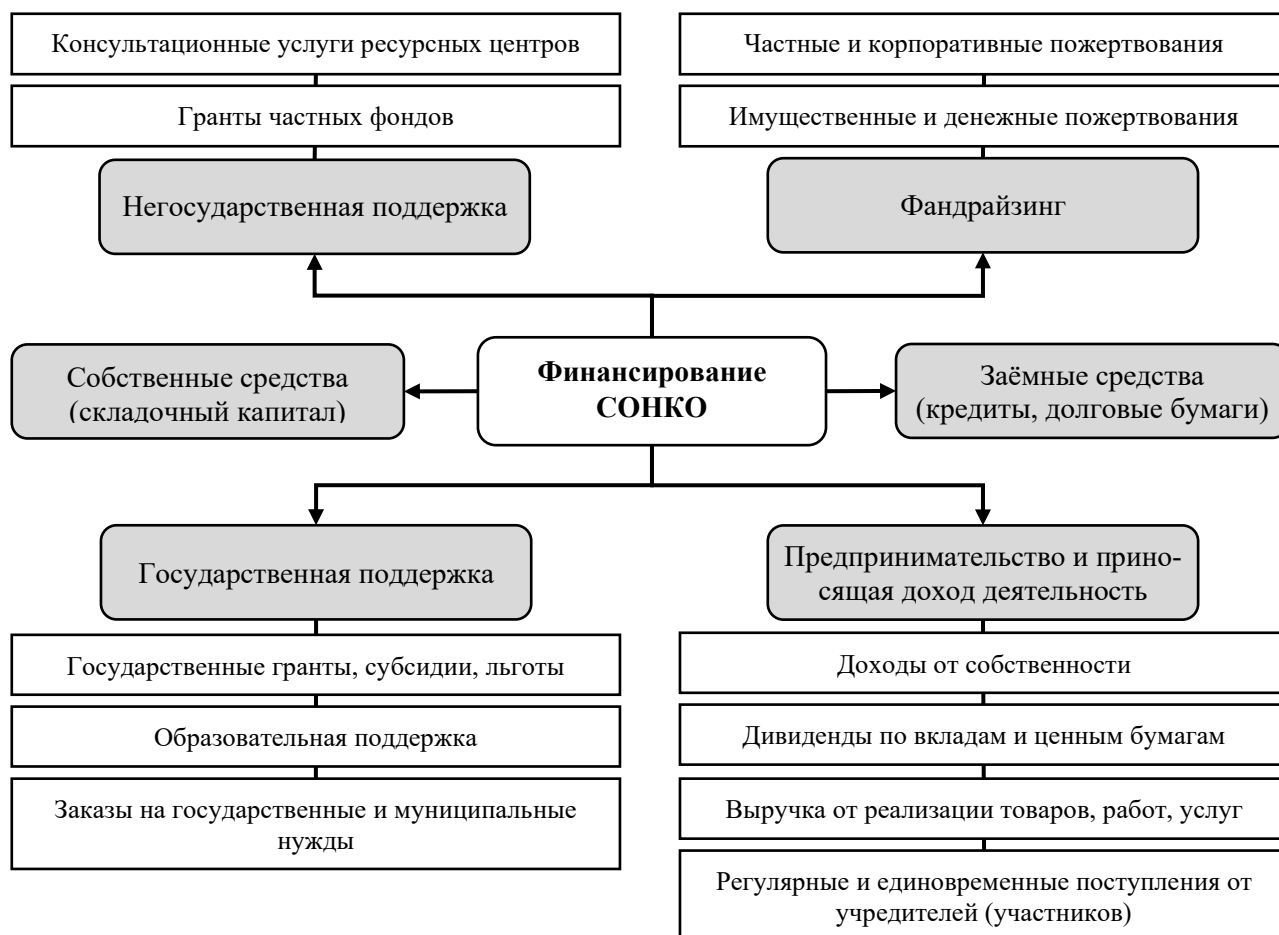 Консультационные услуги ресурсных центров
Частные и корпоративные пожертвования
Гранты частных фондов
Имущественные и денежные пожертвования
Негосударственная поддержка
Фандрайзинг
Собственные средства
(складочный капитал)
Финансирование
СОНКО
Заёмные средства
(кредиты, долговые бумаги)
Государственная поддержка
Предпринимательство и прино-
сящая доход деятельность
Государственные гранты, субсидии, льготы
Доходы от собственности
Образовательная поддержка
Дивиденды по вкладам и ценным бумагам
Заказы на государственные и муниципальные
нужды
Выручка от реализации товаров, работ, услуг
Регулярные и единовременные поступления от
учредителей (участников)